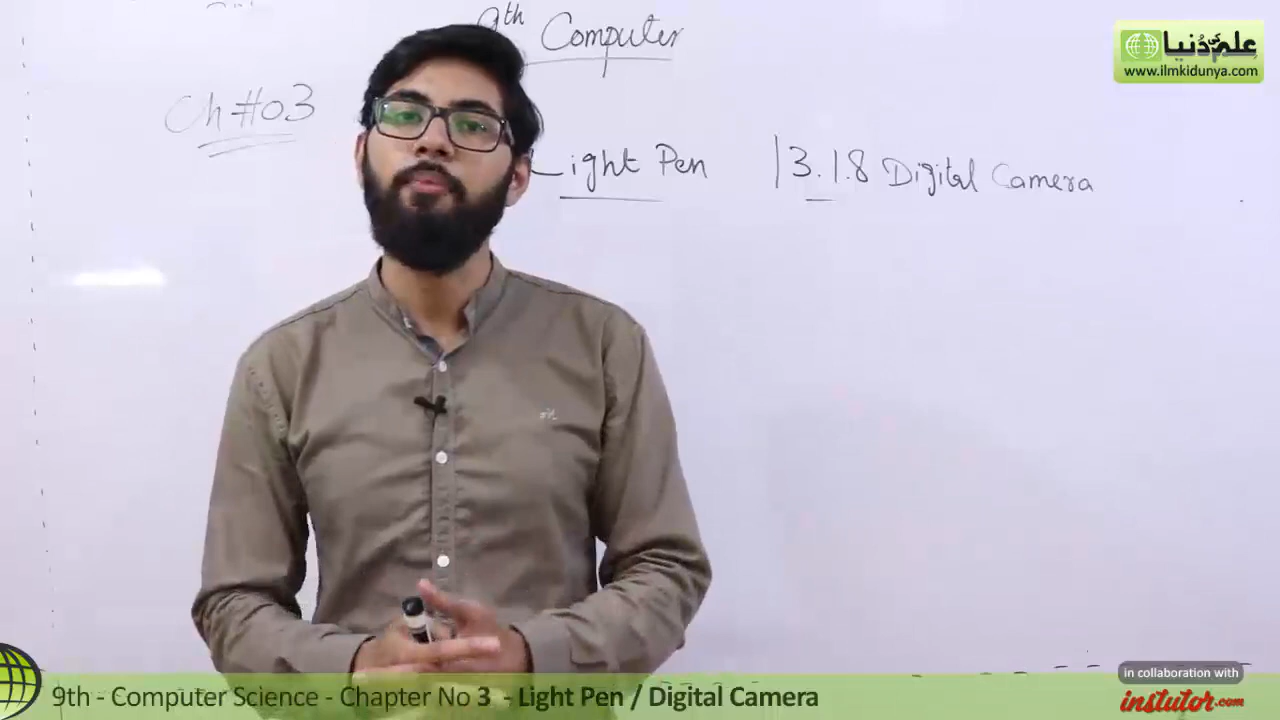 9th Computer
علم کی دُنیا
www.ilmkidunya.com
Ch #03
Light Pen | 3.1.8 Digital Camera
in collaboration with
9th - Computer Science - Chapter No 3 - Light Pen / Digital Camera
instutor.com